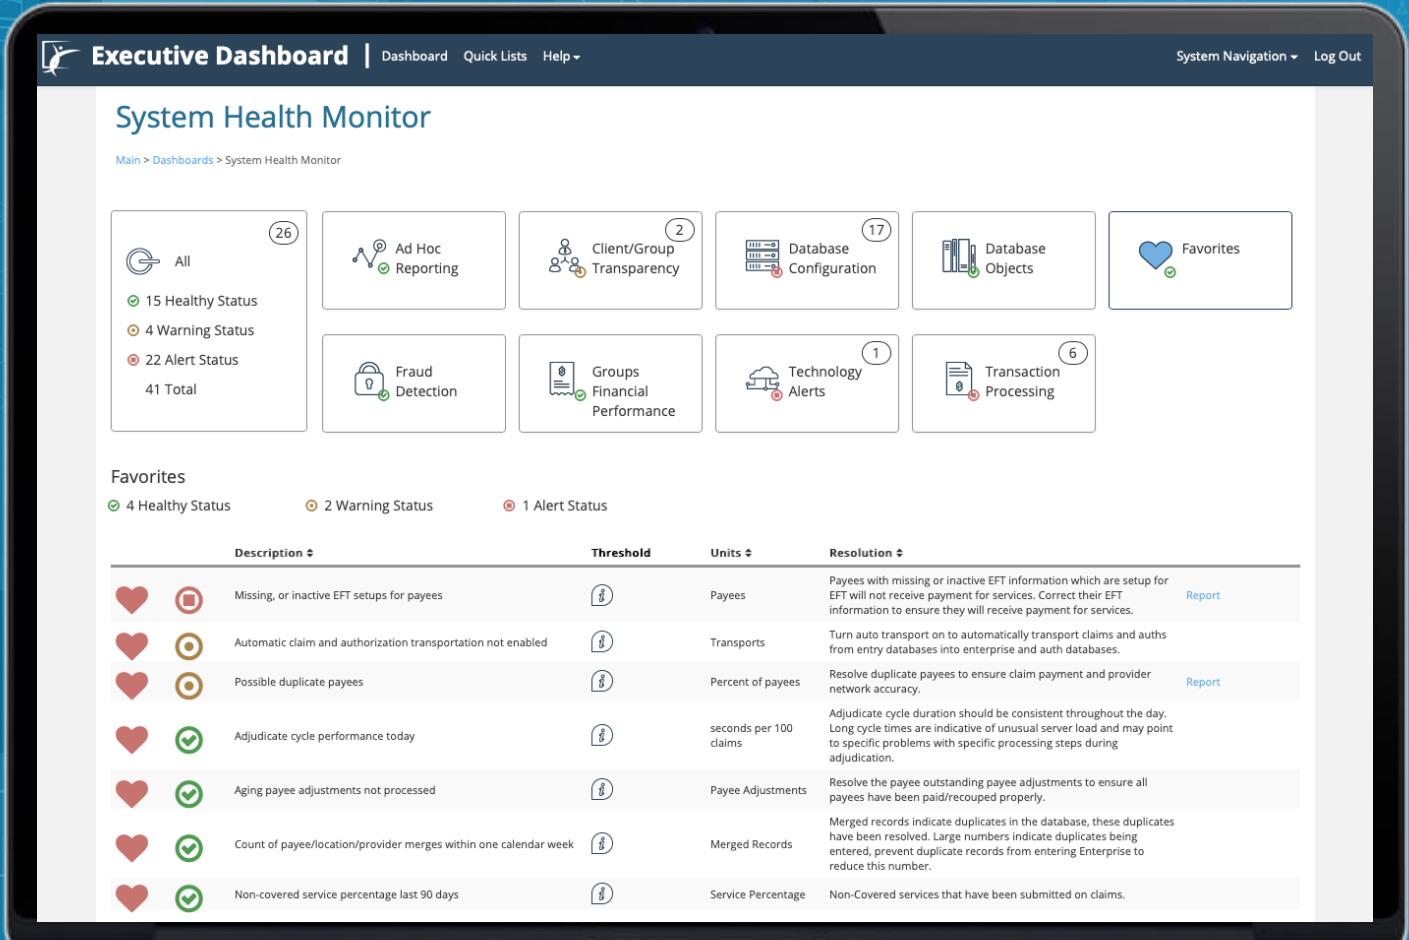 Executive Dashboard
Dashboard
Quick Lists
Help
System Navigation
Log Out
System Health Monitor
Main > Dashboards > System Health Monitor
26
All
15 Healthy Status
4 Warning Status
22 Alert Status
41 Total
Ad Hoc
Reporting
2
Client/Group
Transparency
17
Database
Configuration
Database
Objects
Favorites
Fraud
Detection
Groups
Financial
Performance
1
Technology
Alerts
6
Transaction
Processing
Favorites
4 Healthy Status
2 Warning Status
1 Alert Status
Description
Threshold
Units
Resolution
Missing, or inactive EFT setups for payees
i
Payees
Payees with missing or inactive EFT information which are setup for
EFT will not receive payment for services. Correct their EFT
information to ensure they will receive payment for services.
Report
Automatic claim and authorization transportation not enabled
i
Transports
Turn auto transport on to automatically transport claims and auths
from entry databases into enterprise and auth databases.
Possible duplicate payees
i
Percent of payees
Resolve duplicate payees to ensure claim payment and provider
network accuracy.
Report
Adjudicate cycle performance today
i
seconds per 100
claims
Adjudicate cycle duration should be consistent throughout the day.
Long cycle times are indicative of unusual server load and may point
to specific problems with specific processing steps during
adjudication.
Aging payee adjustments not processed
i
Payee Adjustments
Resolve the payee outstanding payee adjustments to ensure all
payees have been paid/recouped properly.
Count of payee/location/provider merges within one calendar week
i
Merged Records
Merged records indicate duplicates in the database, these duplicates
have been resolved. Large numbers indicate duplicates being
entered, prevent duplicate records from entering Enterprise to
reduce this number.
Non-covered service percentage last 90 days
i
Service Percentage
Non-Covered services that have been submitted on claims.